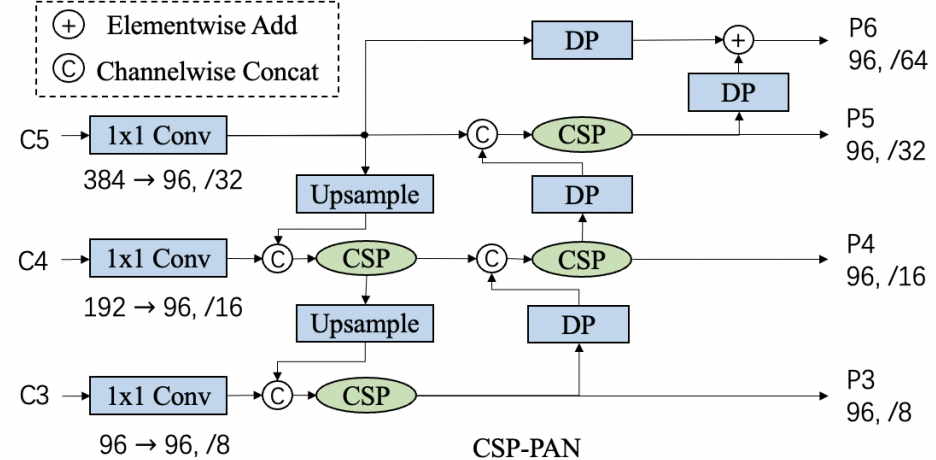 + Elementwise Add
C Channelwise Concat
DP
+
P6
96, /64
DP
C5
1x1 Conv
C
CSP
P5
96, /32
384 → 96, /32
Upsample
DP
C4
1x1 Conv
C
CSP
C
CSP
P4
96, /16
192 → 96, /16
Upsample
DP
C3
1x1 Conv
C
CSP
P3
96, /8
96 → 96, /8
CSP-PAN